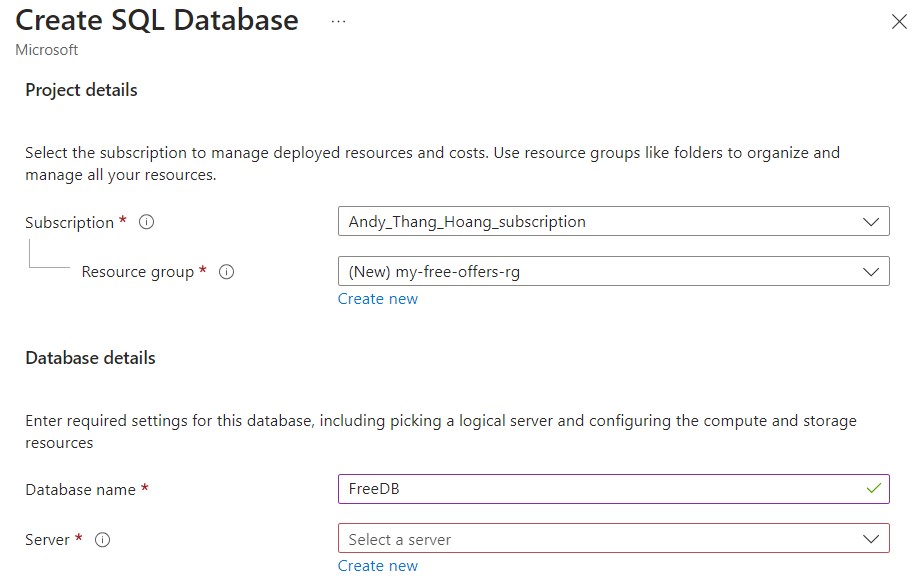 Create SQL Database ...
Microsoft
Project details
Select the subscription to manage deployed resources and costs. Use resource groups like folders to organize and
manage all your resources.
Subscription * Andy_Thang_Hoang_subscription
Resource group * (New) my-free-offers-rg
Create new
Database details
Enter required settings for this database, including picking a logical server and configuring the compute and storage
resources
Database name * FreeDB
Server * Select a server
Create new